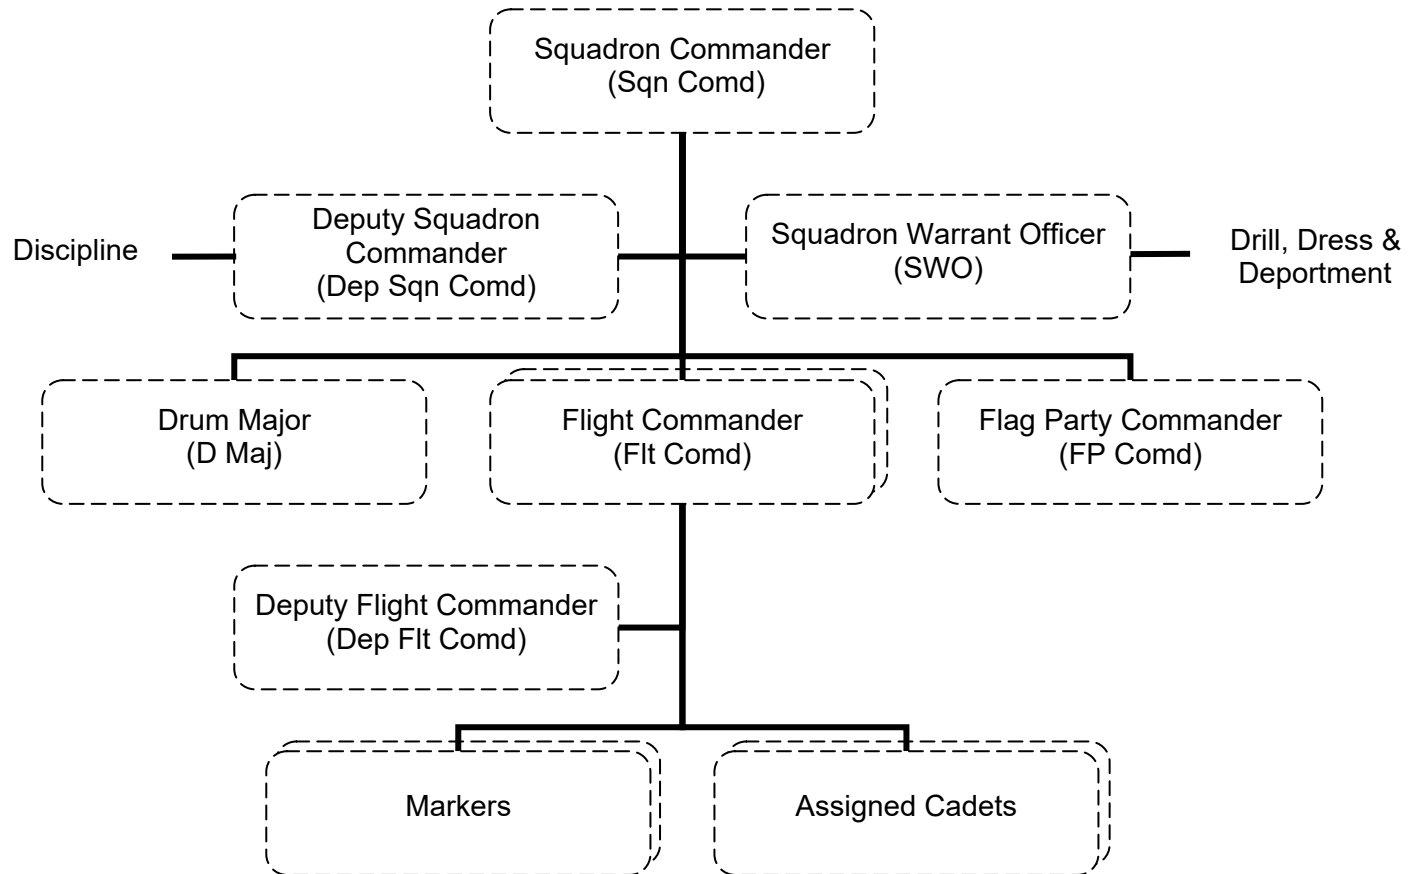 Squadron Commander
(Sqn Comd)
Discipline
Deputy Squadron
Commander
(Dep Sqn Comd)
Squadron Warrant Officer
(SWO)
Drill, Dress &
Deportment
Drum Major
(D Maj)
Flight Commander
(Flt Comd)
Flag Party Commander
(FP Comd)
Deputy Flight Commander
(Dep Flt Comd)
Markers
Assigned Cadets